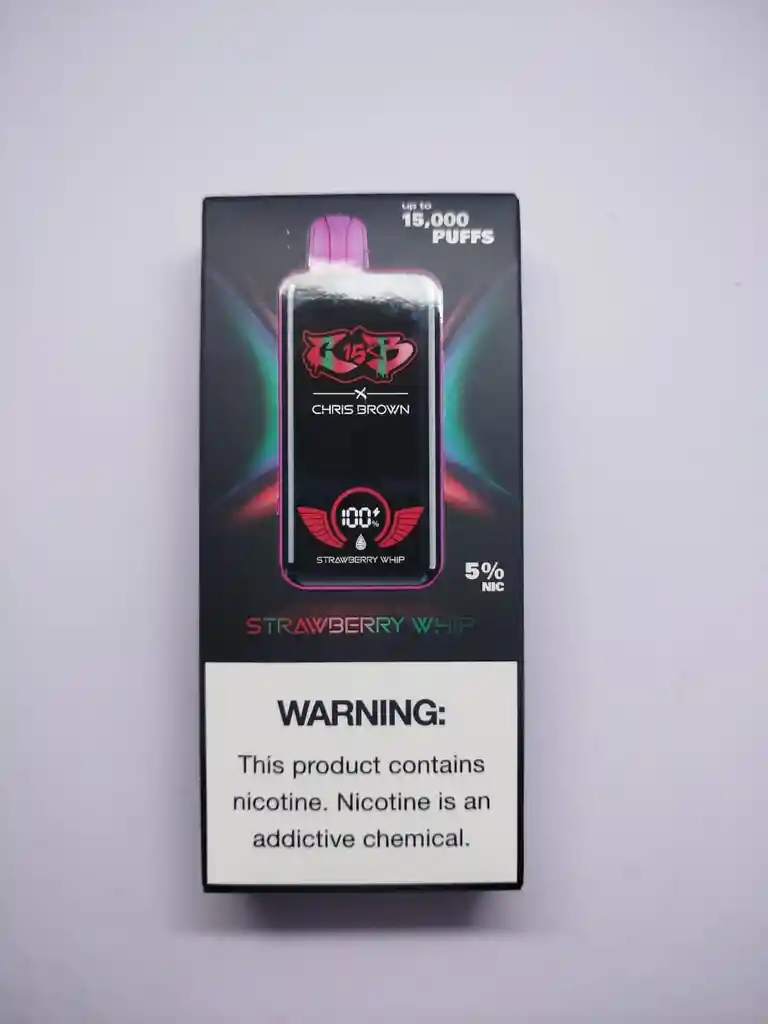 up to
15,000
PUFFS
15
CHRIS BROWN
100%
STRAWBERRY WHIP
5%
NIC
STRAWBERRY WHIP
WARNING:
This product contains
nicotine. Nicotine is an
addictive chemical.